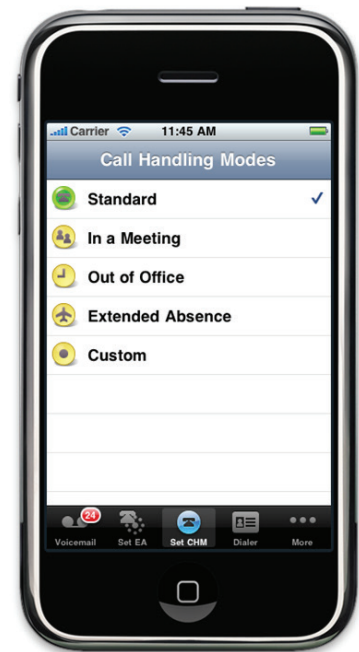 Carrier 11:45 AM
Call Handling Modes
Standard
In a Meeting
Out of Office
Extended Absence
Custom
24
Voicemail Set EA Set CHM Dialer More